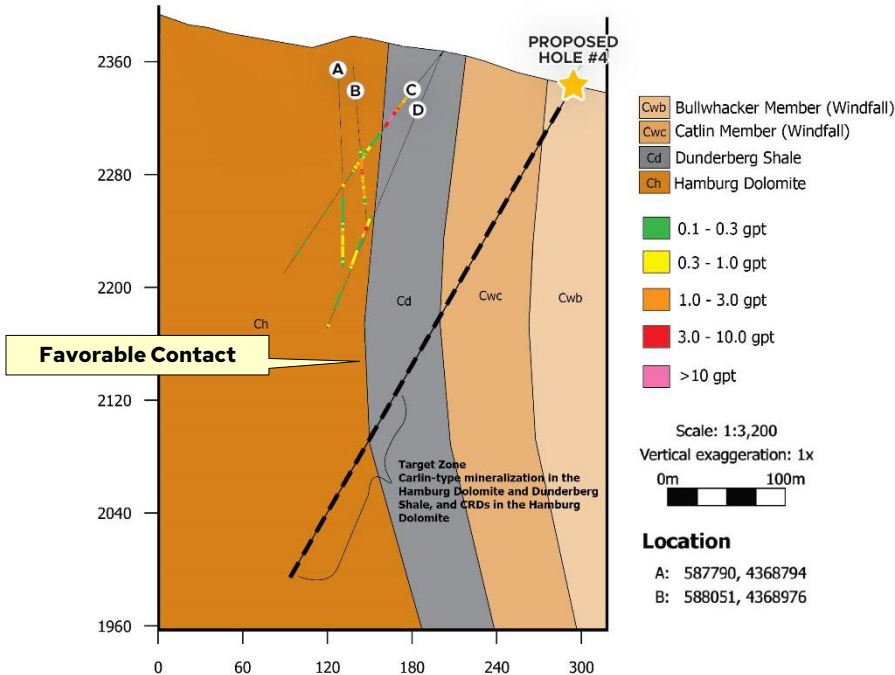 PROPOSED
HOLE #4
A
B
C
D
2360
2280
2200
2120
2040
1960
0
60
120
180
240
300
Ch
Cd
Cwc
Cwb
Favorable Contact
Target Zone
Carlin-type mineralization in the
Hamburg Dolomite and Dunderberg
Shale, and CRDs in the Hamburg
Dolomite
Cwb Bullwhacker Member (Windfall)
Cwc Catlin Member (Windfall)
Cd Dunderberg Shale
Ch Hamburg Dolomite
0.1 - 0.3 gpt
0.3 - 1.0 gpt
1.0 - 3.0 gpt
3.0 - 10.0 gpt
>10 gpt
Scale: 1:3,200
Vertical exaggeration: 1x
0m 100m
Location
A: 587790, 4368794
B: 588051, 4368976